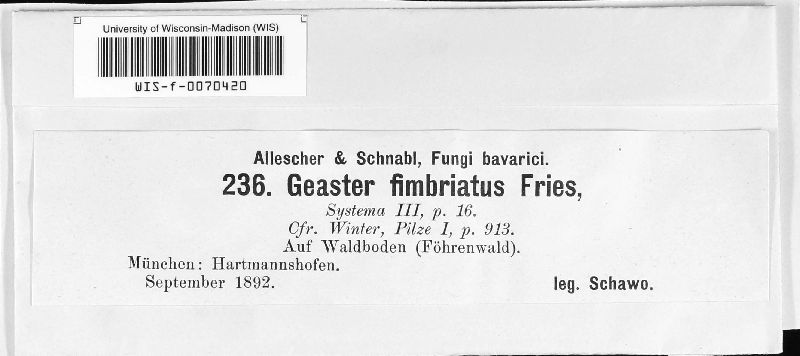 University of Wisconsin-Madison (WIS)
WIS-f-0070420
Allescher & Schnabl, Fungi bavarici.
236. Geaster fimbriatus Fries,
Systema III, p. 16.
Cfr. Winter, Pilze I, p. 913.
Auf Waldboden (Föhrenwald).
München: Hartmannshofen.
September 1892. leg. Schawo.